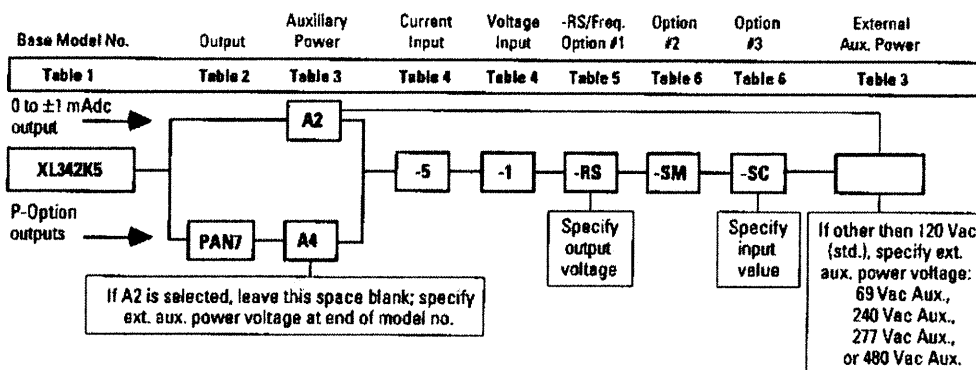 Auxillary Current Voltage -RS/Freq. Option Option External
Base Model No. Output Power Input Input Option #1 #2 #3 Aux. Power
Table 1 Table 2 Table 3 Table 4 Table 4 Table 5 Table 6 Table 6 Table 3
0 to ±1 mAdc
output
A2
XL342K5
-5
-1
-RS
-SM
-SC
P-Option
outputs
PAN7
A4
Specify
output
voltage
Specify
input
value
If other than 120 Vac
(std.), specify ext.
aux. power voltage:
69 Vac Aux.,
240 Vac Aux.,
277 Vac Aux.,
or 480 Vac Aux.
If A2 is selected, leave this space blank; specify
ext. aux. power voltage at end of model no.